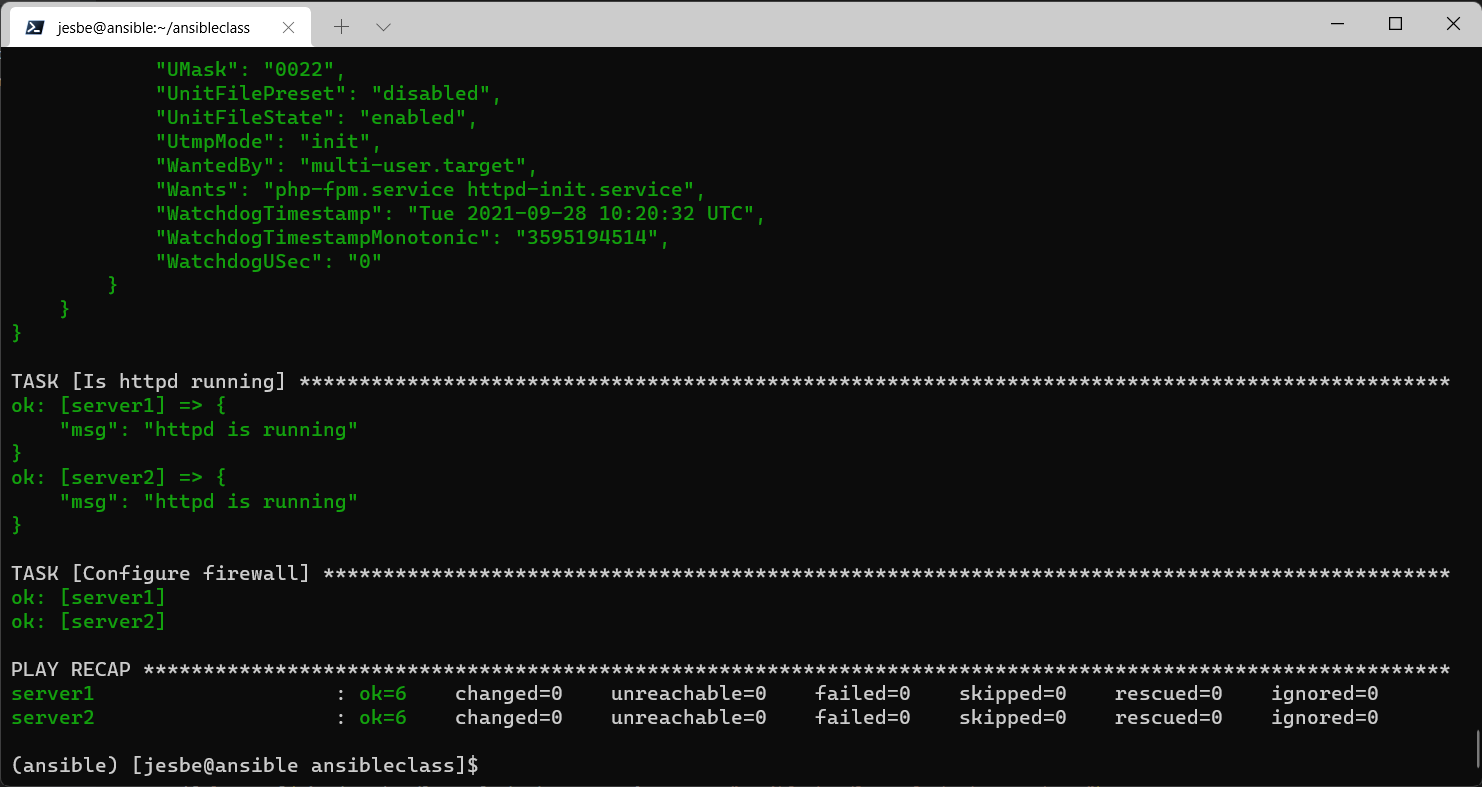 jesbe@ansible:~/ansibleclass
            "UMask": "0022",
            "UnitFilePreset": "disabled",
            "UnitFileState": "enabled",
            "UtmpMode": "init",
            "WantedBy": "multi-user.target",
            "Wants": "php-fpm.service httpd-init.service",
            "WatchdogTimestamp": "Tue 2021-09-28 10:20:32 UTC",
            "WatchdogTimestampMonotonic": "3595194514",
            "WatchdogUSec": "0"
        }
    }
}
TASK [Is httpd running] ************************************************************************************************
ok: [server1] => {
    "msg": "httpd is running"
}
ok: [server2] => {
    "msg": "httpd is running"
}
TASK [Configure firewall] **********************************************************************************************
ok: [server1]
ok: [server2]
PLAY RECAP *************************************************************************************************************
server1                    : ok=6    changed=0    unreachable=0    failed=0    skipped=0    rescued=0    ignored=0
server2                    : ok=6    changed=0    unreachable=0    failed=0    skipped=0    rescued=0    ignored=0
(ansible) [jesbe@ansible ansibleclass]$